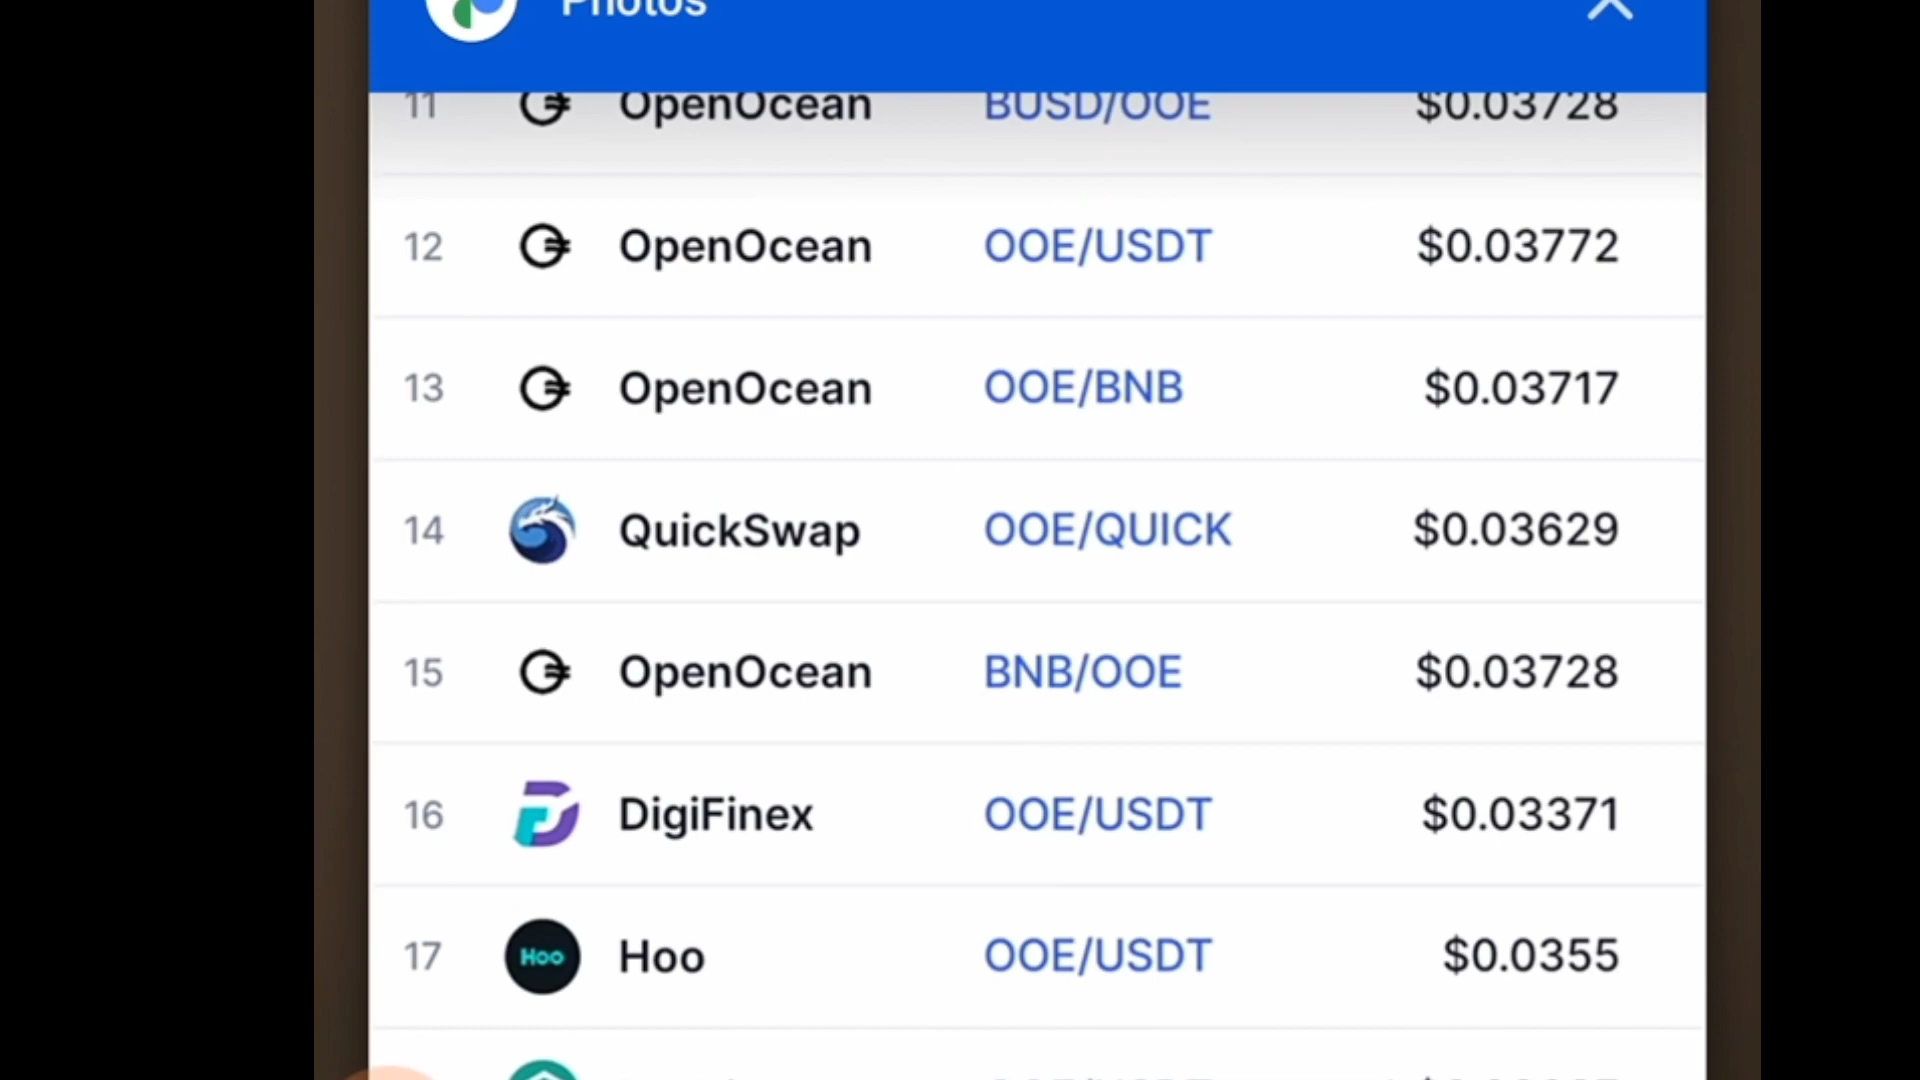 Photos
11 OpenOcean BUSD/OOE $0.03728
12 OpenOcean OOE/USDT $0.03772
13 OpenOcean OOE/BNB $0.03717
14 QuickSwap OOE/QUICK $0.03629
15 OpenOcean BNB/OOE $0.03728
16 DigiFinex OOE/USDT $0.03371
17 Hoo Hoo OOE/USDT $0.0355